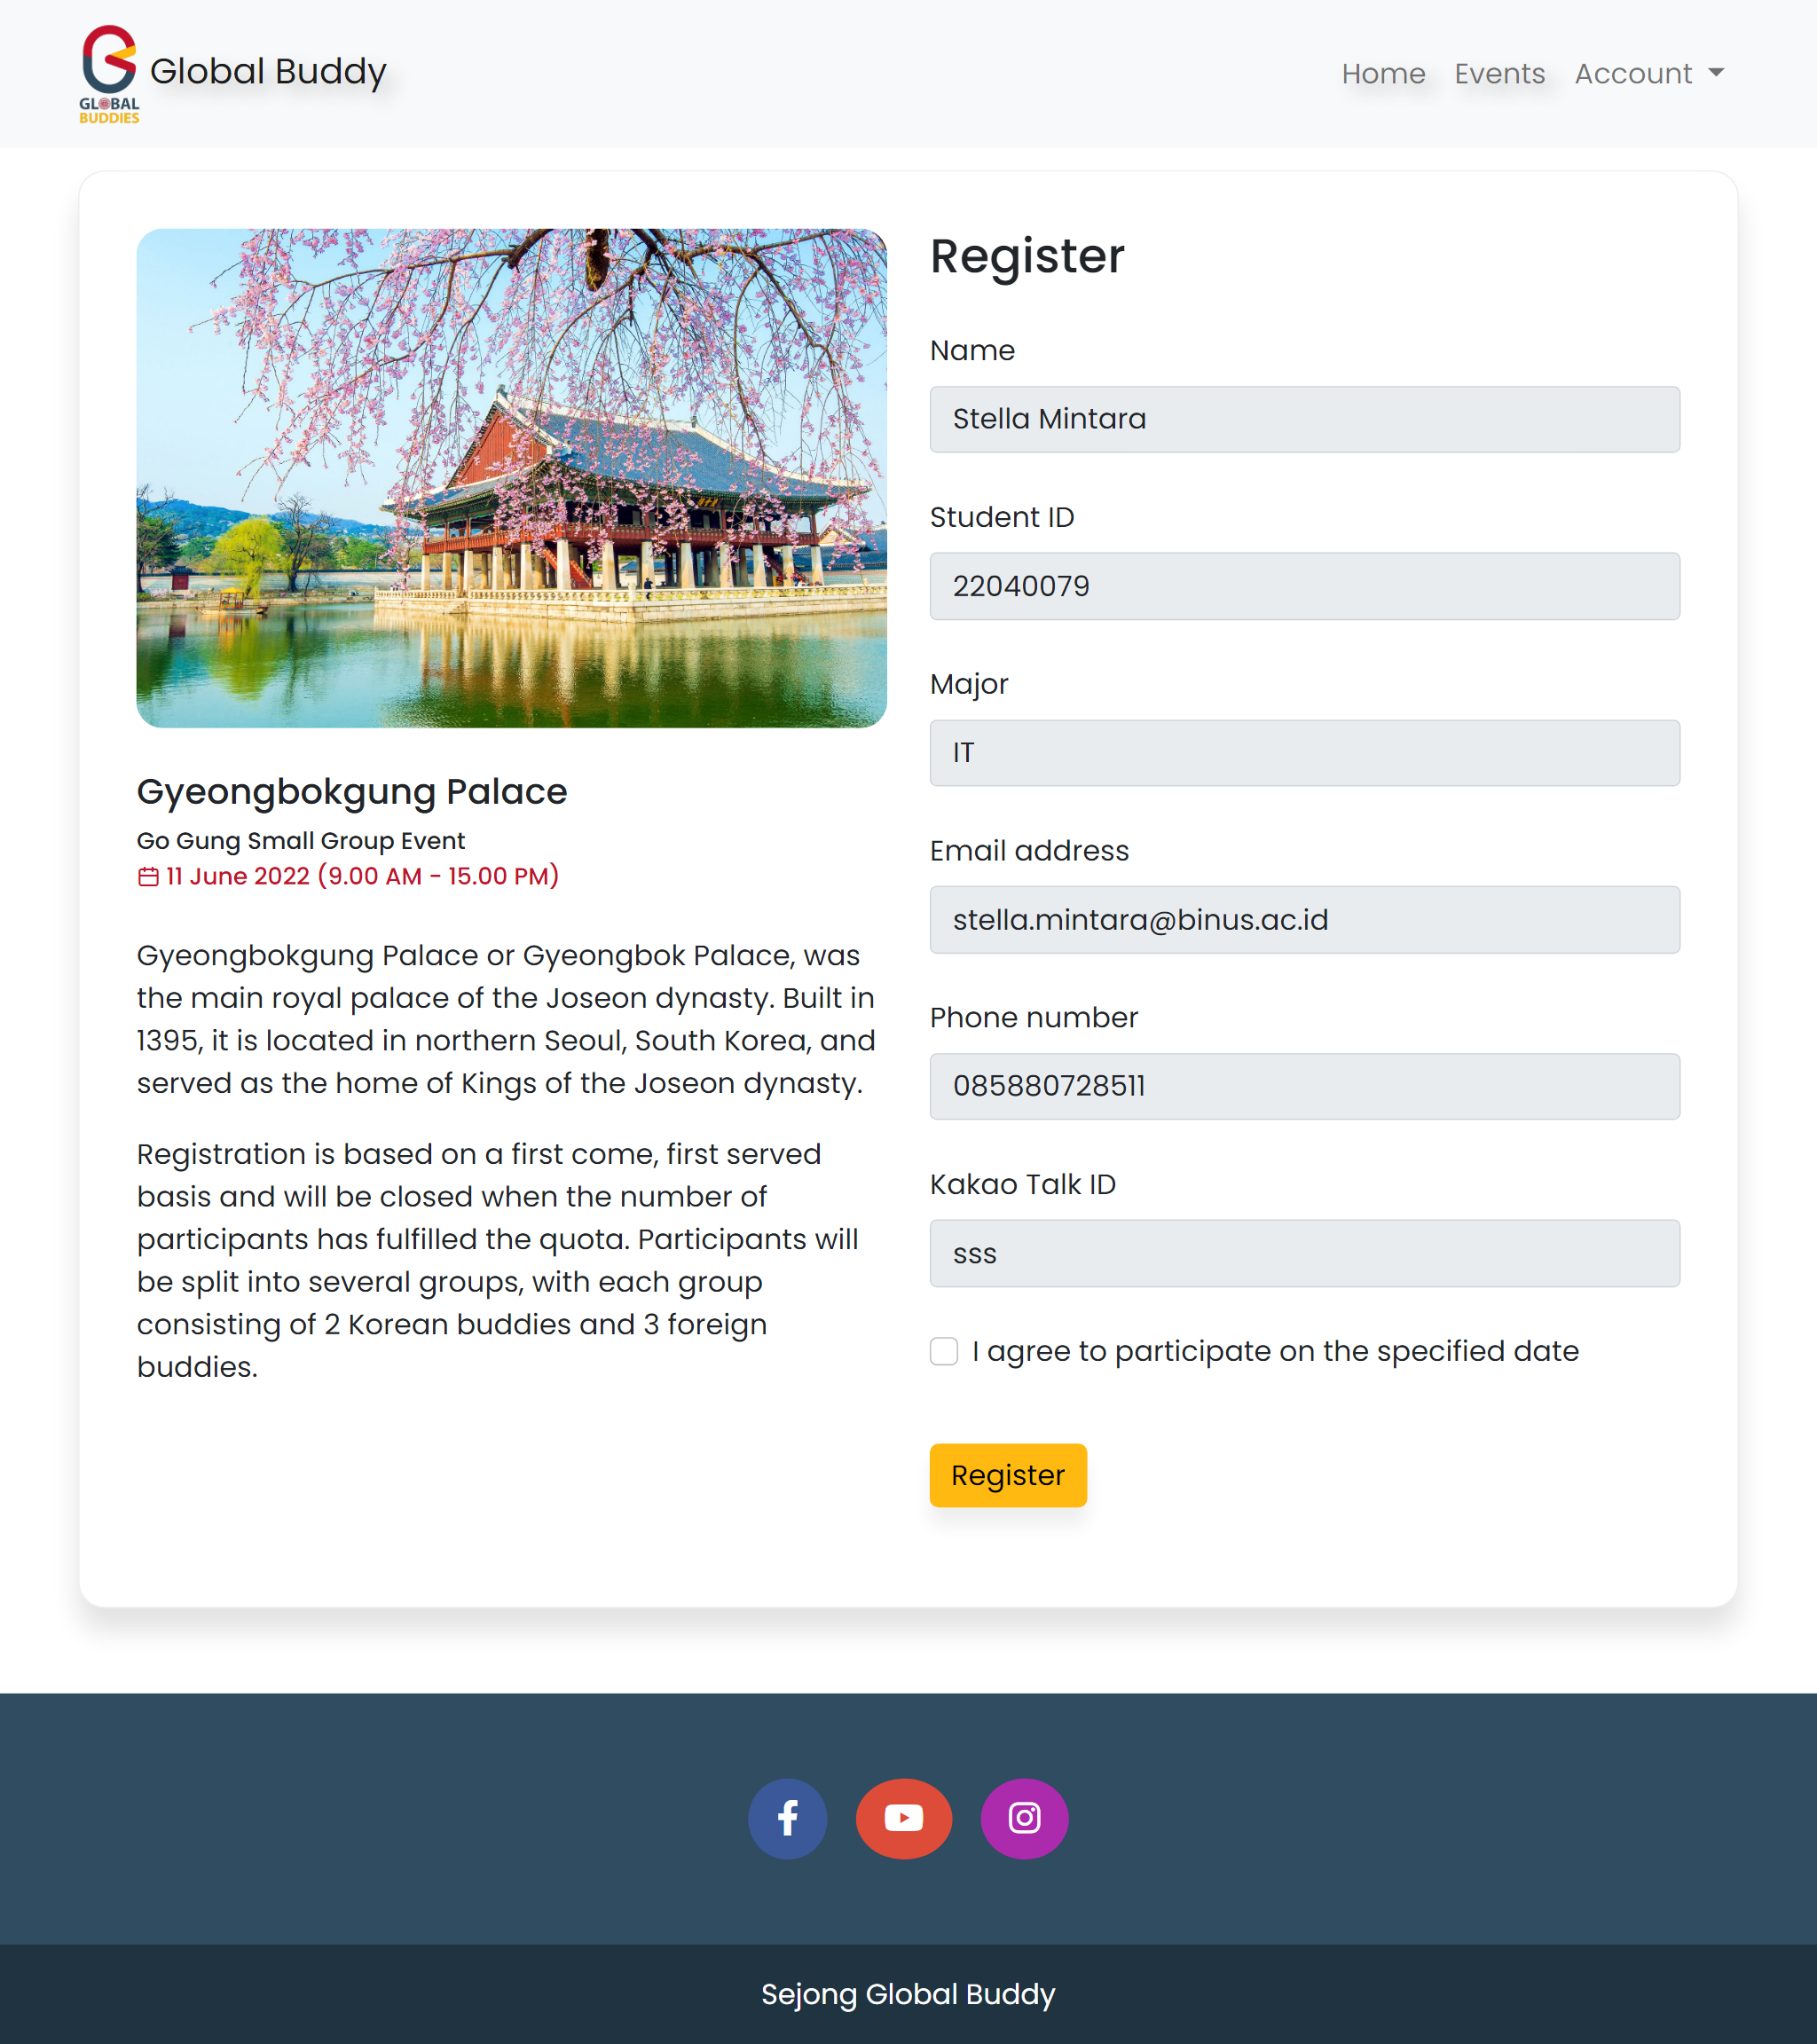 GLOBAL
BUDDIES
Global Buddy
Home Events Account
Gyeongbokgung Palace
Go Gung Small Group Event
11 June 2022 (9.00 AM - 15.00 PM)
Gyeongbokgung Palace or Gyeongbok Palace, was
the main royal palace of the Joseon dynasty. Built in
1395, it is located in northern Seoul, South Korea, and
served as the home of Kings of the Joseon dynasty.
Registration is based on a first come, first served
basis and will be closed when the number of
participants has fulfilled the quota. Participants will
be split into several groups, with each group
consisting of 2 Korean buddies and 3 foreign
buddies.
Register
Name
Stella Mintara
Student ID
22040079
Major
IT
Email address
stella.mintara@binus.ac.id
Phone number
085880728511
Kakao Talk ID
sss
I agree to participate on the specified date
Register
Sejong Global Buddy